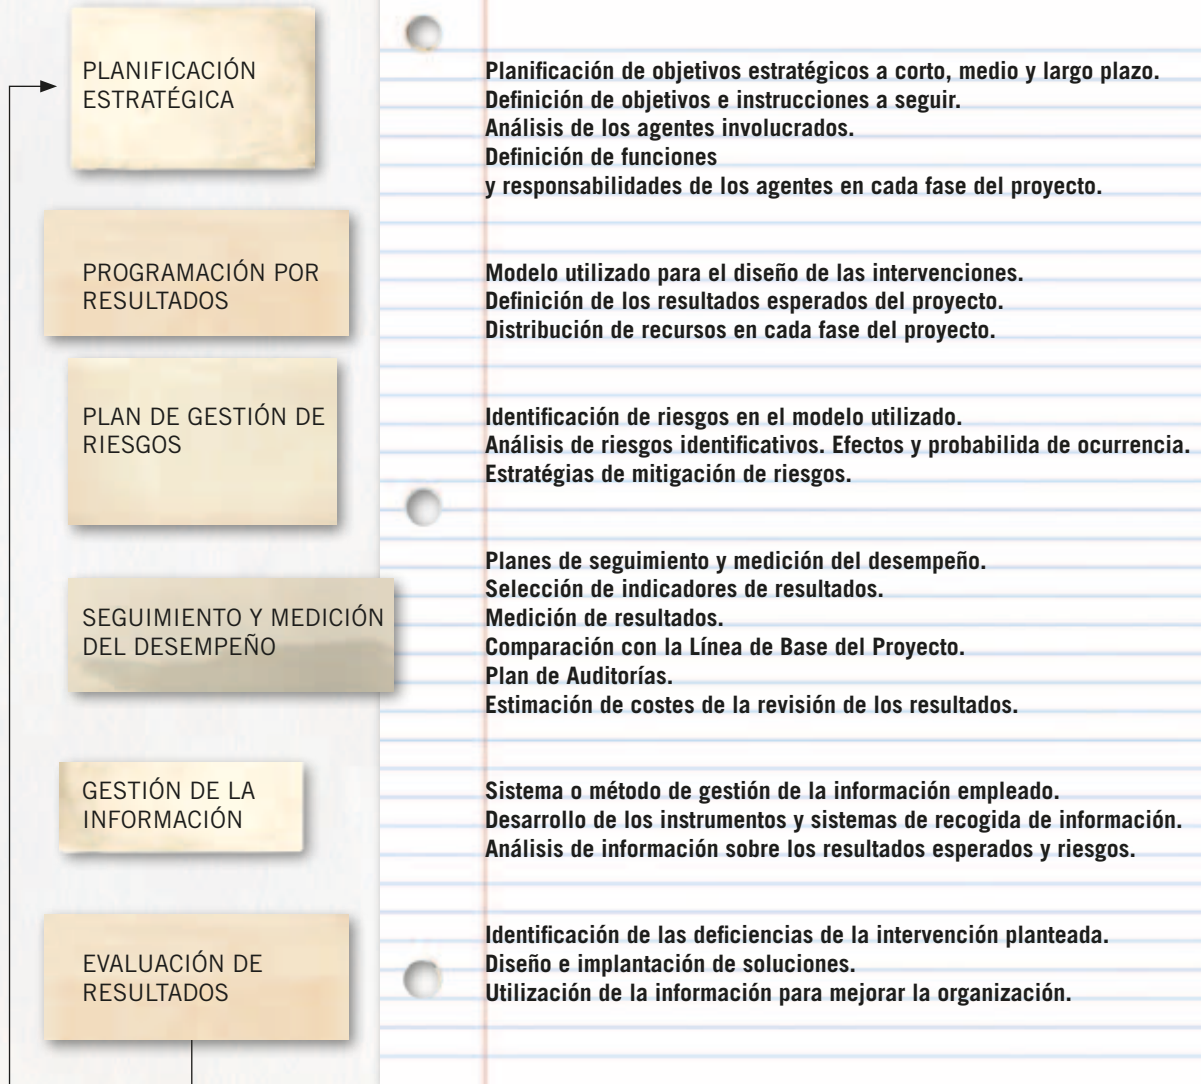 PLANIFICACIÓN
ESTRATÉGICA
Planificación de objetivos estratégicos a corto, medio y largo plazo.
Definición de objetivos e instrucciones a seguir.
Análisis de los agentes involucrados.
Definición de funciones
y responsabilidades de los agentes en cada fase del proyecto.
PROGRAMACIÓN POR
RESULTADOS
Modelo utilizado para el diseño de las intervenciones.
Definición de los resultados esperados del proyecto.
Distribución de recursos en cada fase del proyecto.
PLAN DE GESTIÓN DE
RIESGOS
Identificación de riesgos en el modelo utilizado.
Análisis de riesgos identificativos. Efectos y probabilida de ocurrencia.
Estratégias de mitigación de riesgos.
SEGUIMIENTO Y MEDICIÓN
DEL DESEMPEÑO
Planes de seguimiento y medición del desempeño.
Selección de indicadores de resultados.
Medición de resultados.
Comparación con la Línea de Base del Proyecto.
Plan de Auditorías.
Estimación de costes de la revisión de los resultados.
GESTIÓN DE LA
INFORMACIÓN
Sistema o método de gestión de la información empleado.
Desarrollo de los instrumentos y sistemas de recogida de información.
Análisis de información sobre los resultados esperados y riesgos.
EVALUACIÓN DE
RESULTADOS
Identificación de las deficiencias de la intervención planteada.
Diseño e implantación de soluciones.
Utilización de la información para mejorar la organización.